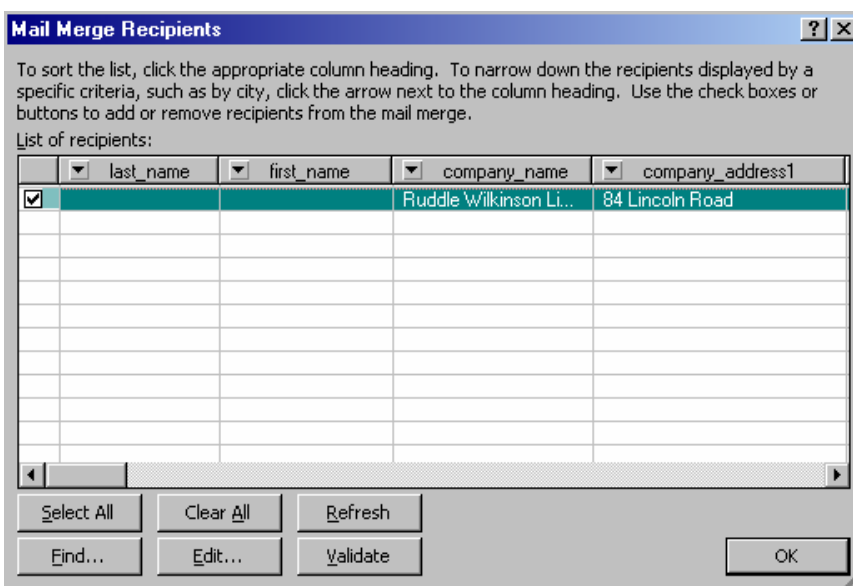 Mail Merge Recipients
To sort the list, click the appropriate column heading.  To narrow down the recipients displayed by a
specific criteria, such as by city, click the arrow next to the column heading.  Use the check boxes or
buttons to add or remove recipients from the mail merge.
List of recipients:
last_name first_name company_name company_address1
Ruddle Wilkinson Li... 84 Lincoln Road
Select All Clear All Refresh
Find... Edit... Validate OK